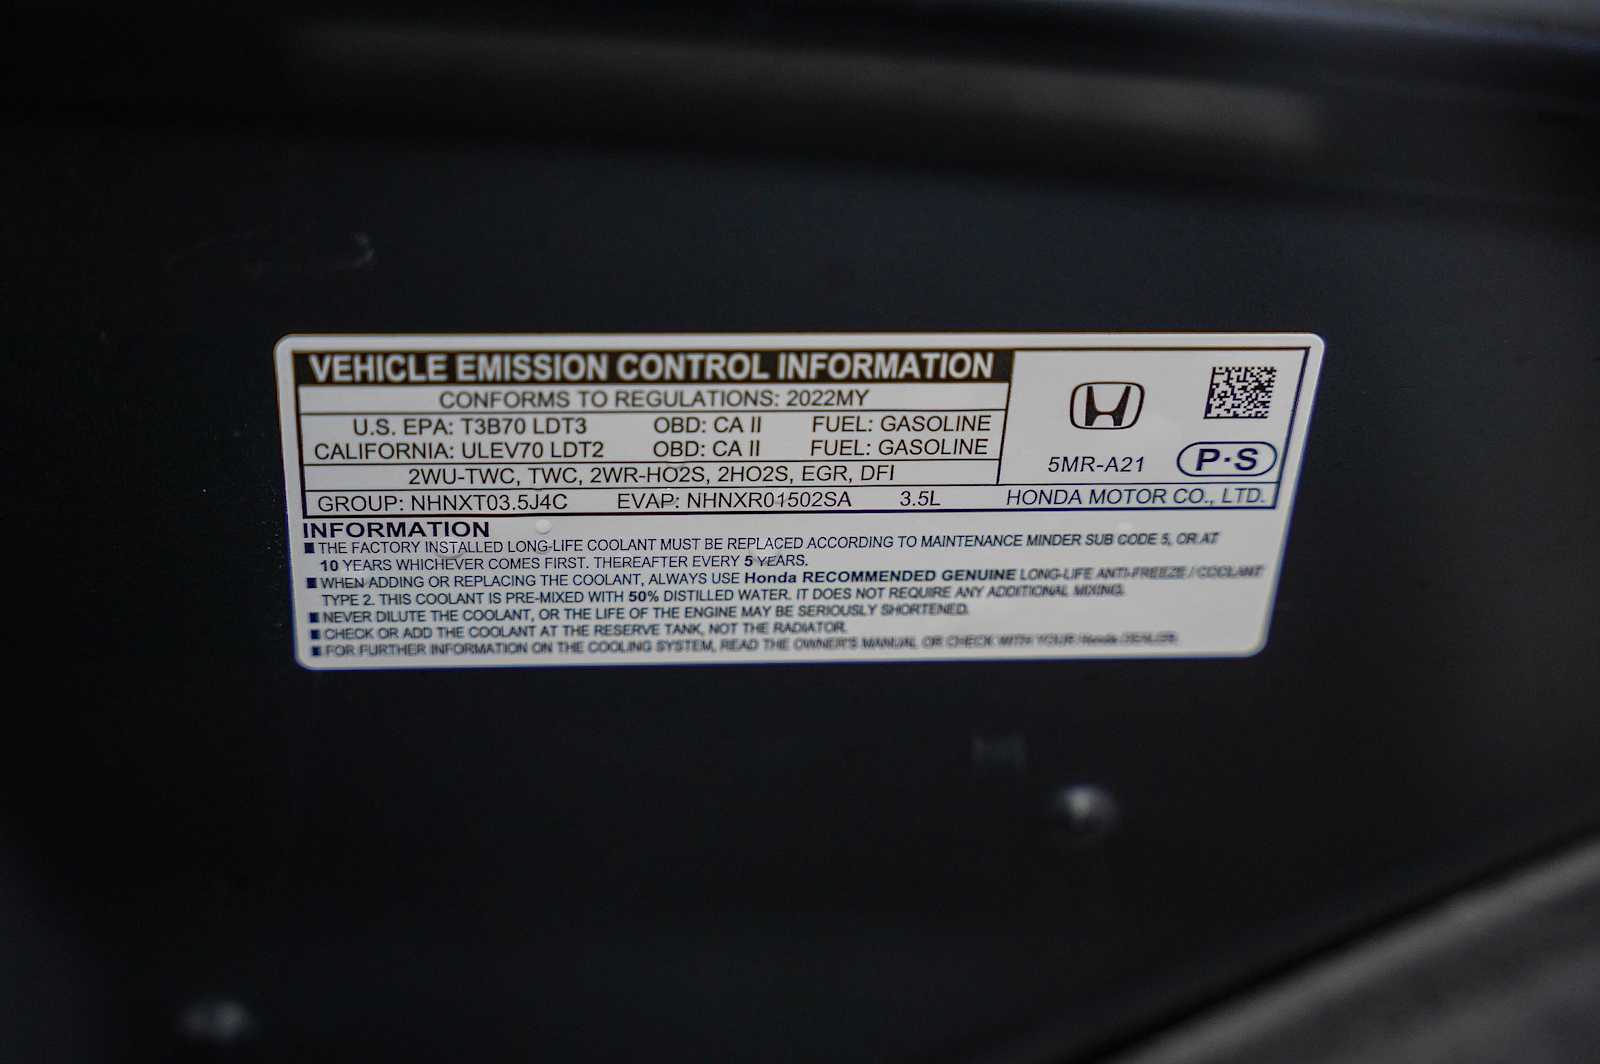 VEHICLE EMISSION CONTROL INFORMATION
CONFORMS TO REGULATIONS: 2022MY
U.S. EPA: T3B70 LDT3 OBD: CA II FUEL: GASOLINE
CALIFORNIA: ULEV70 LDT2 OBD: CA II FUEL: GASOLINE
2WU-TWC, TWC, 2WR-HO2S, 2HO2S, EGR, DFI
5MR-A21 P·S
GROUP: NHNXT03.5J4C EVAP: NHNXR01502SA 3.5L HONDA MOTOR CO., LTD.
INFORMATION
■ THE FACTORY INSTALLED LONG-LIFE COOLANT MUST BE REPLACED ACCORDING TO MAINTENANCE MINDER SUB CODE 5, OR AT
10 YEARS WHICHEVER COMES FIRST. THEREAFTER EVERY 5 YEARS.
■ WHEN ADDING OR REPLACING THE COOLANT, ALWAYS USE Honda RECOMMENDED GENUINE LONG-LIFE ANTI-FREEZE / COOLANT
TYPE 2. THIS COOLANT IS PRE-MIXED WITH 50% DISTILLED WATER. IT DOES NOT REQUIRE ANY ADDITIONAL MIXING.
■ NEVER DILUTE THE COOLANT, OR THE LIFE OF THE ENGINE MAY BE SERIOUSLY SHORTENED.
■ CHECK OR ADD THE COOLANT AT THE RESERVE TANK, NOT THE RADIATOR.
■ FOR FURTHER INFORMATION ON THE COOLING SYSTEM, READ THE OWNER'S MANUAL OR CHECK WITH YOUR Honda DEALER.